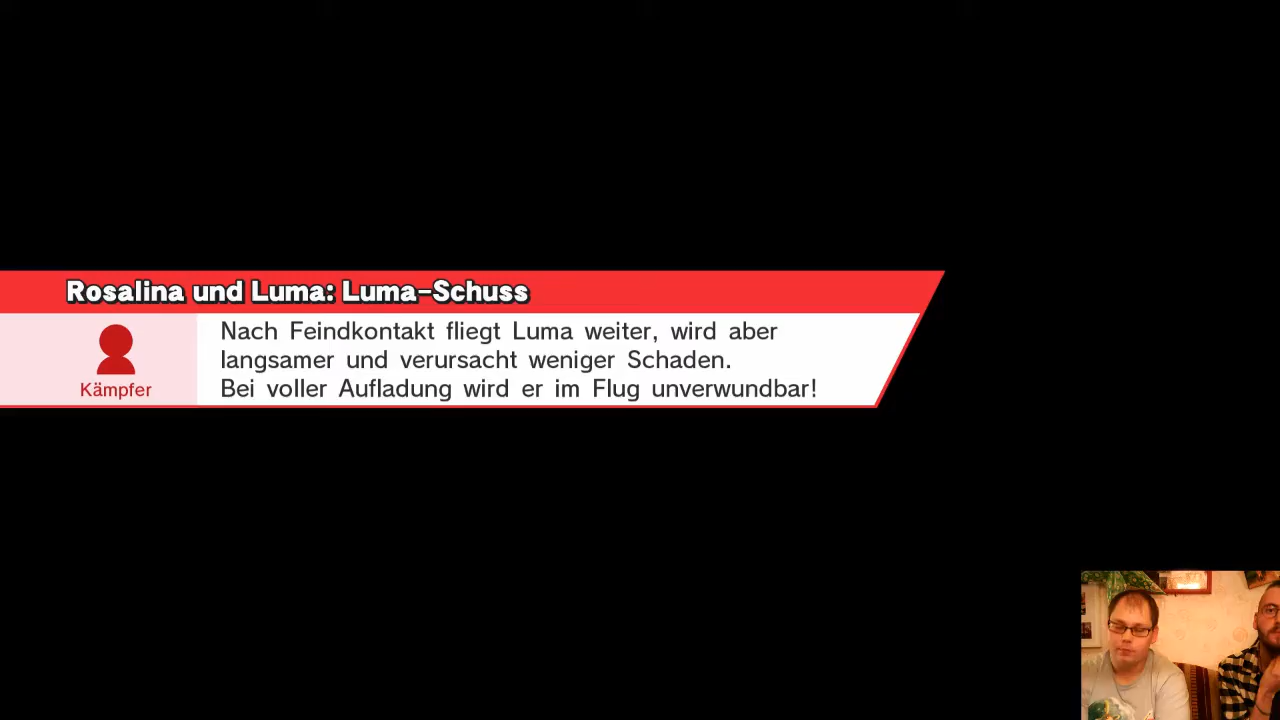 Rosalina und Luma: Luma-Schuss
Nach Feindkontakt fliegt Luma weiter, wird aber
langsamer und verursacht weniger Schaden.
Bei voller Aufladung wird er im Flug unverwundbar!
Kämpfer